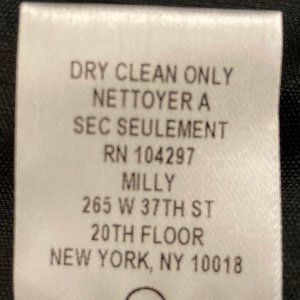 DRY CLEAN ONLY
NETTOYER A
SEC SEULEMENT
RN 104297
MILLY
265 W 37TH ST
20TH FLOOR
NEW YORK, NY 10018